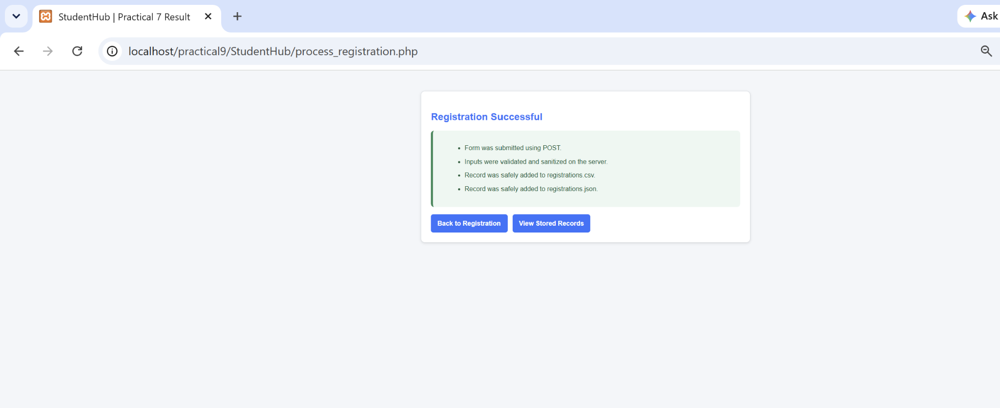 StudentHub | Practical 7 Result
Ask
localhost/practical9/StudentHub/process_registration.php
Registration Successful
Form was submitted using POST.
Inputs were validated and sanitized on the server.
Record was safely added to registrations.csv.
Record was safely added to registrations.json.
Back to Registration View Stored Records